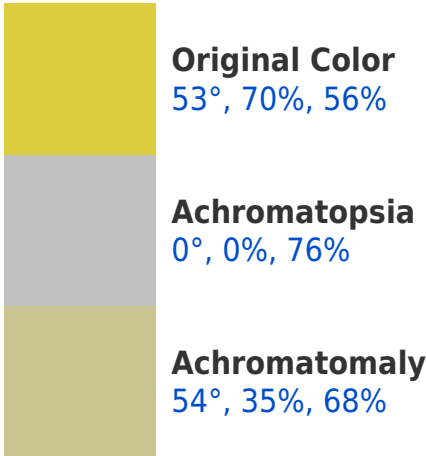 Original Color
53°, 70%, 56%
Achromatopsia
0°, 0%, 76%
Achromatomaly
54°, 35%, 68%